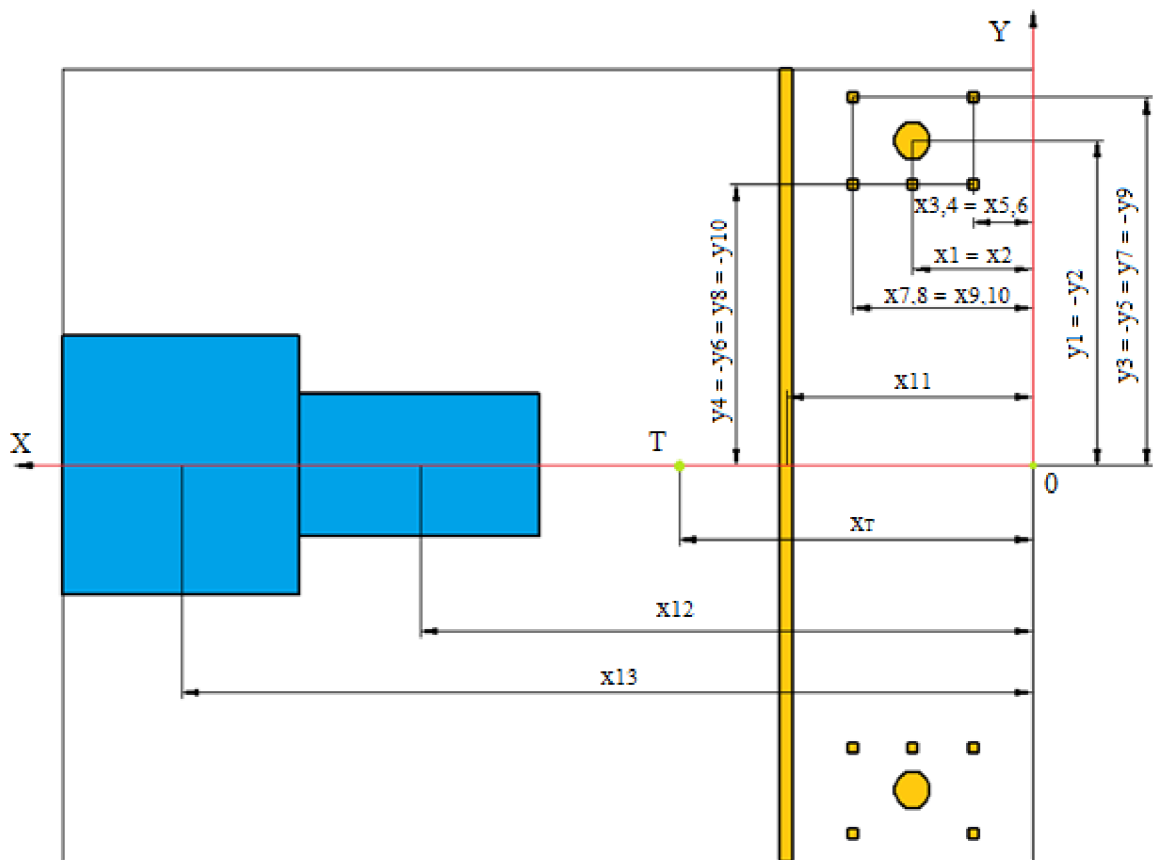 Y
x3,4 = x5,6
x1 = x2
x7,8 = x9,10
y4 = -y6 = y8 = -y10
y1 = -y2
y3 = -y5 = y7 = -y9
x11
X
T
0
xT
x12
x13